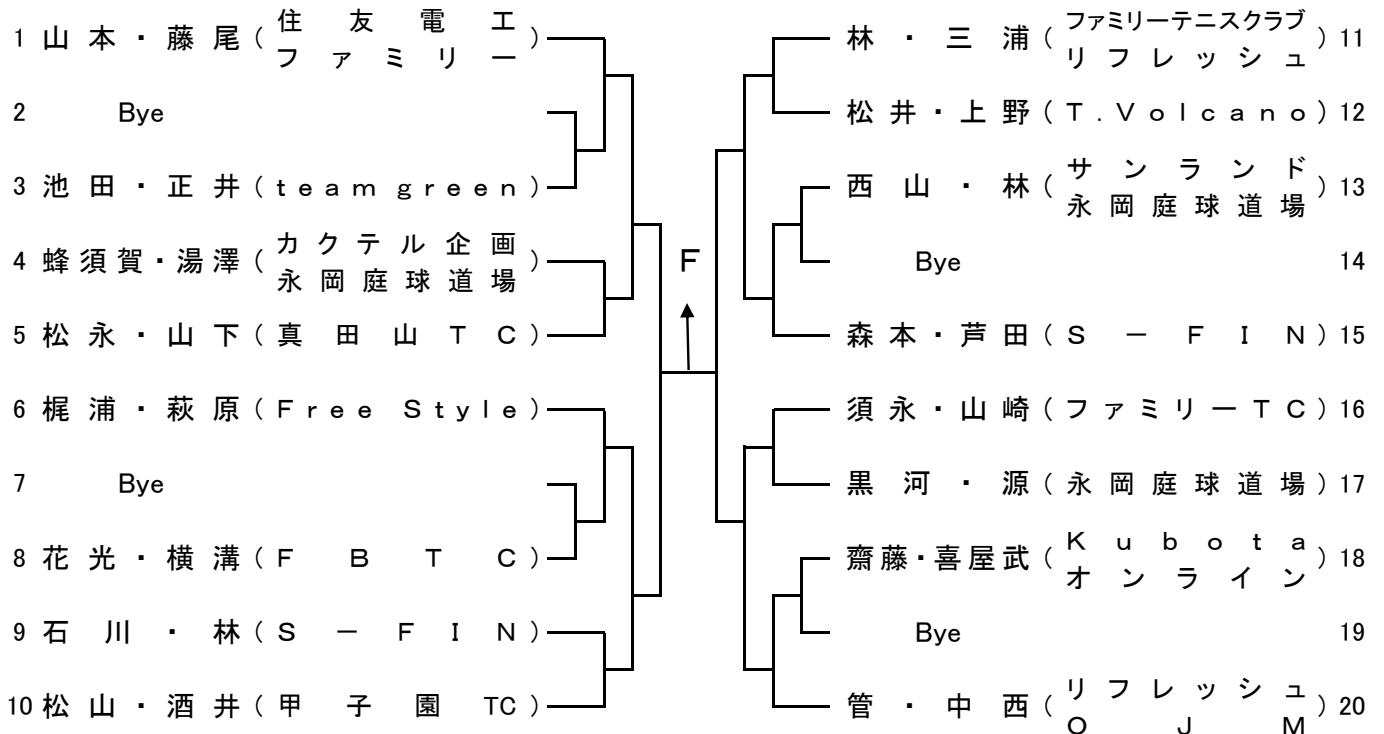 1 山本・藤尾(住友電工
ファミリー)
2 Bye
3 池田・正井(team green)
4 蜂須賀・湯澤(カクテル企画
永岡庭球道場)
5 松永・山下(真田山TC)
6 梶浦・萩原(Free Style)
7 Bye
8 花光・横溝(FBTC)
9 石川・林(S-FIN)
10 松山・酒井(甲子園TC)
F
林・三浦(ファミリーテニスクラブ
リフレッシュ)11
松井・上野(T.Volcano)12
西山・林(サンランド
永岡庭球道場)13
Bye 14
森本・芦田(S-FIN)15
須永・山崎(ファミリーTC)16
黒河・源(永岡庭球道場)17
齋藤・喜屋武(Kubota
オンライン)18
Bye 19
管・中西(リフレッシュ
OJM)20